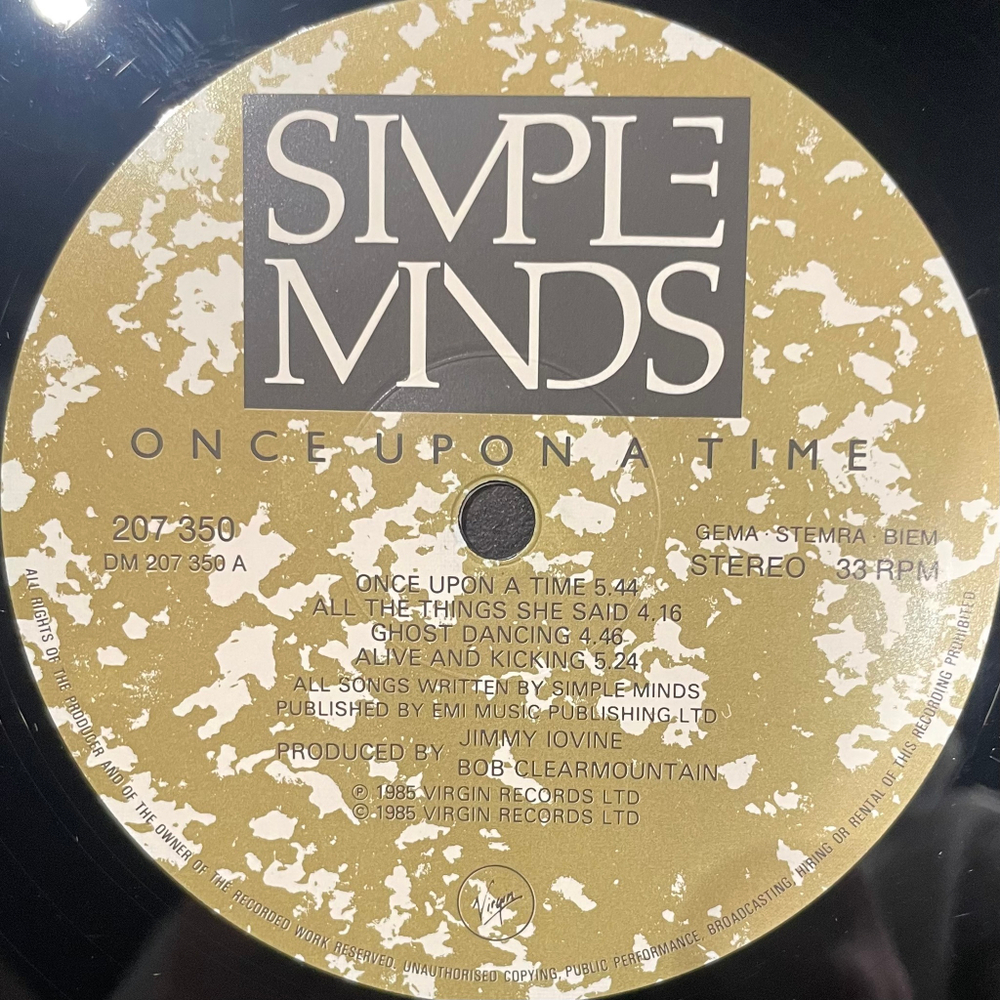 SIMPLE
MINDS
ONCE UPON A TIME
207 350
DM 207 350 A
GEMA · STEMRA · BIEM
STEREO 33 RPM
ONCE UPON A TIME 5.44
ALL THE THINGS SHE SAID 4.16
GHOST DANCING 4.46
ALIVE AND KICKING 5.24
ALL SONGS WRITTEN BY SIMPLE MINDS
PUBLISHED BY EMI MUSIC PUBLISHING LTD
PRODUCED BY JIMMY IOVINE
BOB CLEARMOUNTAIN
℗ 1985 VIRGIN RECORDS LTD
© 1985 VIRGIN RECORDS LTD
Virgin
ALL RIGHTS OF THE PRODUCER AND OF THE OWNER OF THE RECORDED WORK RESERVED. UNAUTHORISED COPYING, PUBLIC PERFORMANCE, BROADCASTING, HIRING OR RENTAL OF THIS RECORDING PROHIBITED